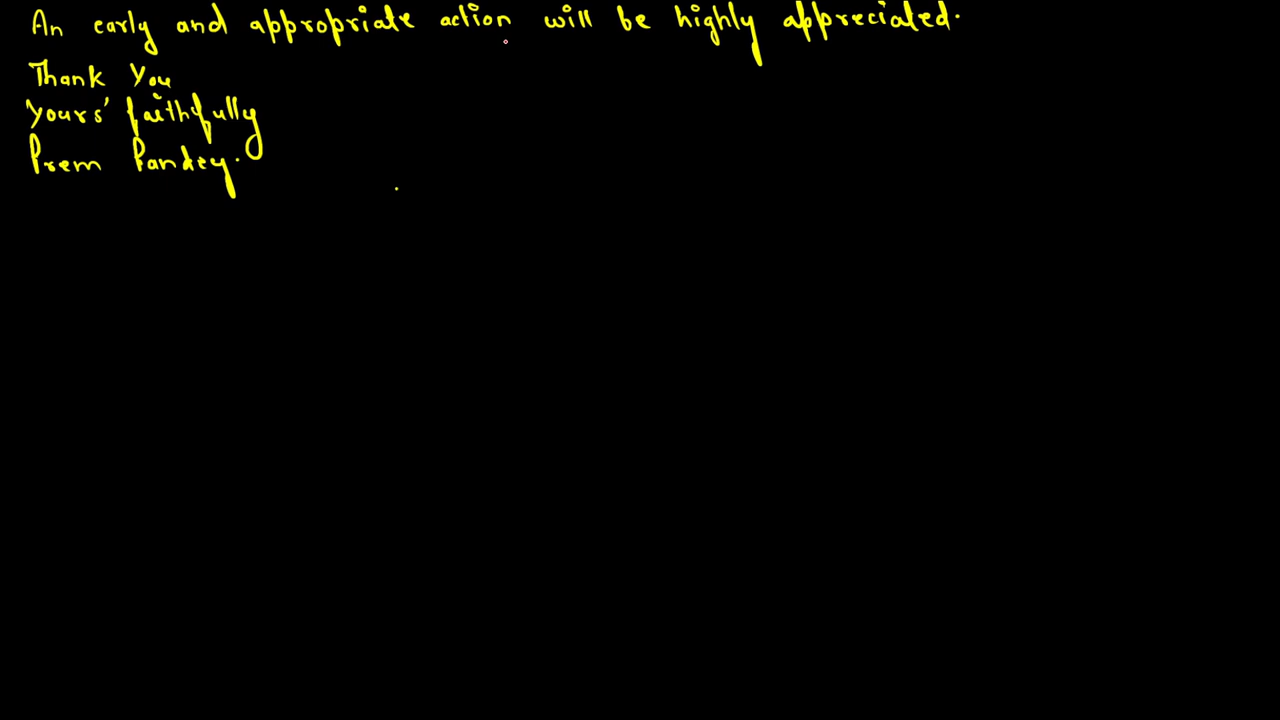 An early and appropriate action will be highly appreciated.
Thank You
Yours' faithfully
Prem Pandey.